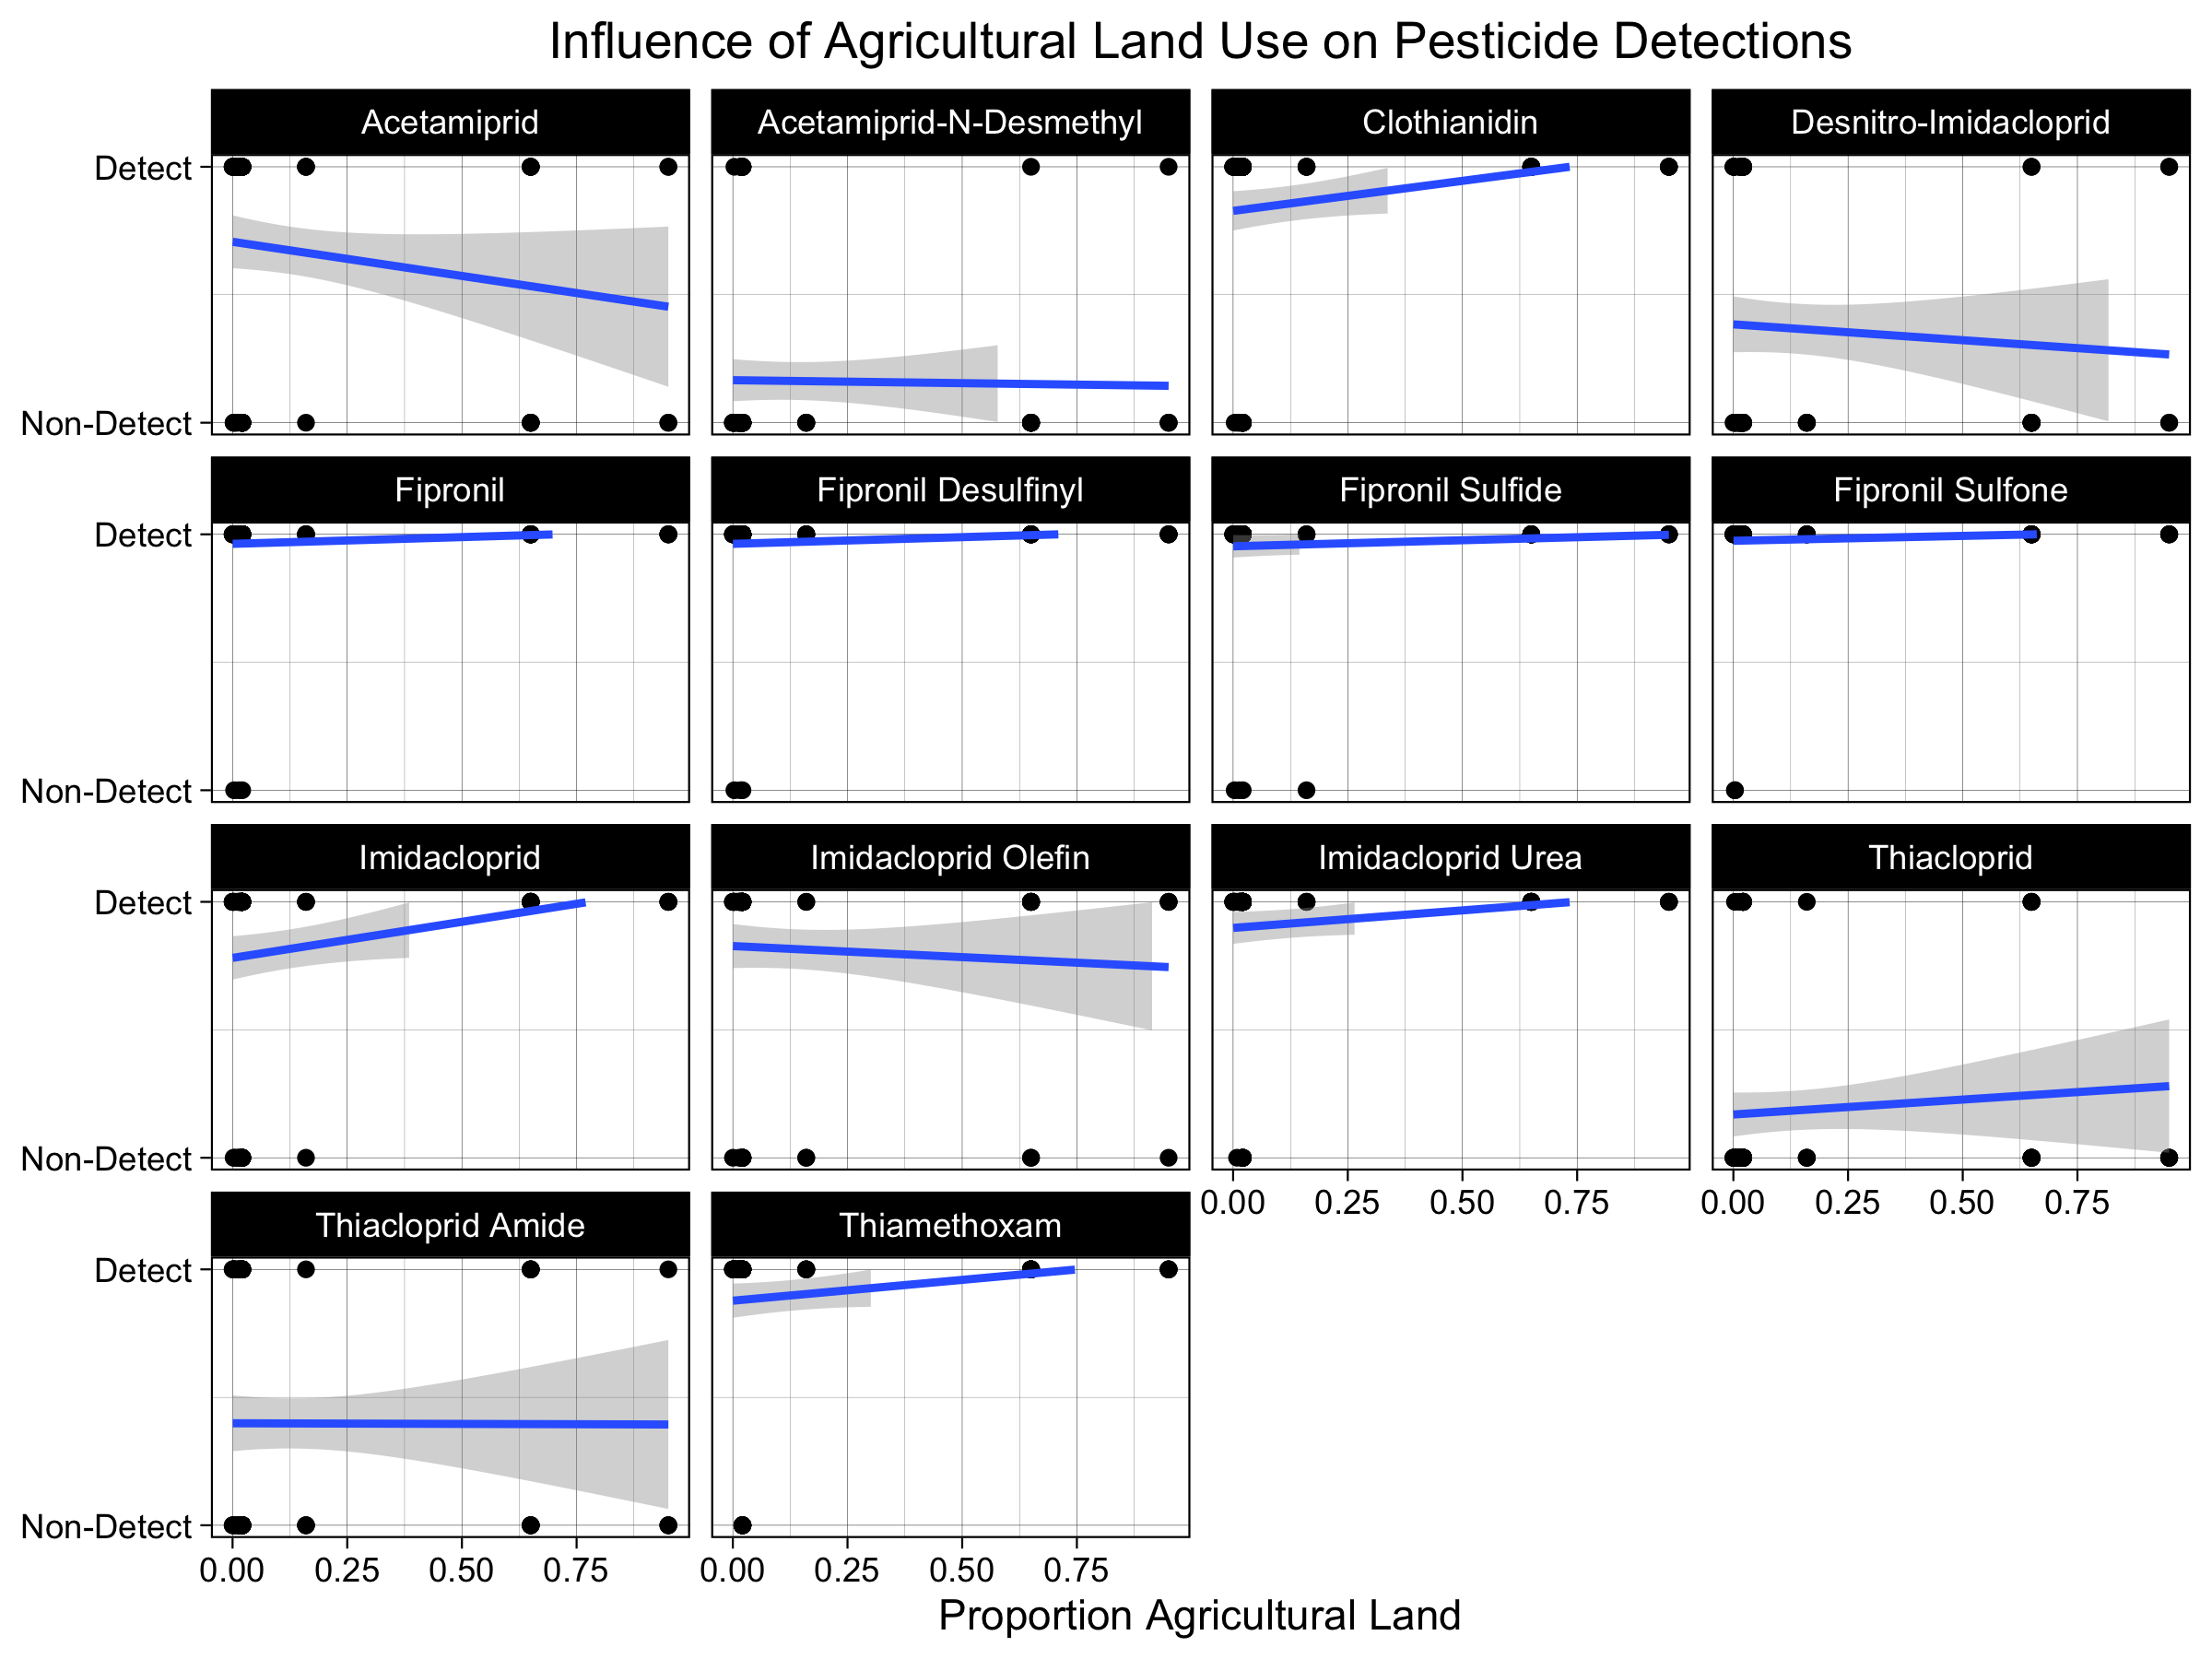 Influence of Agricultural Land Use on Pesticide Detections
Acetamiprid
Acetamiprid-N-Desmethyl
Clothianidin
Desnitro-Imidacloprid
Detect
Non-Detect
Fipronil
Fipronil Desulfinyl
Fipronil Sulfide
Fipronil Sulfone
Detect
Non-Detect
Imidacloprid
Imidacloprid Olefin
Imidacloprid Urea
Thiacloprid
Detect
Non-Detect
0.00 0.25 0.50 0.75
0.00 0.25 0.50 0.75
Thiacloprid Amide
Thiamethoxam
Detect
Non-Detect
0.00 0.25 0.50 0.75
0.00 0.25 0.50 0.75
Proportion Agricultural Land